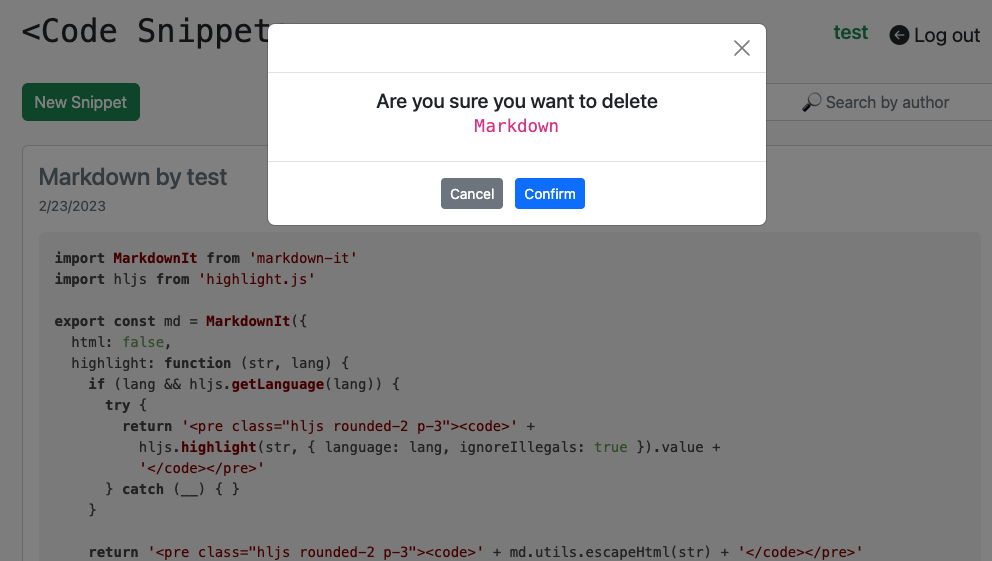 <Code Snippet
test
Log out
New Snippet
Search by author
Are you sure you want to delete
Markdown
Cancel
Confirm
Markdown by test
2/23/2023
import MarkdownIt from 'markdown-it'
import hljs from 'highlight.js'
export const md = MarkdownIt({
html: false,
highlight: function (str, lang) {
if (lang && hljs.getLanguage(lang)) {
try {
return '<pre class="hljs rounded-2 p-3"><code>' +
hljs.highlight(str, { language: lang, ignoreIllegals: true }).value +
'</code></pre>'
} catch (__) { }
}
return '<pre class="hljs rounded-2 p-3"><code>' + md.utils.escapeHtml(str) + '</code></pre>'